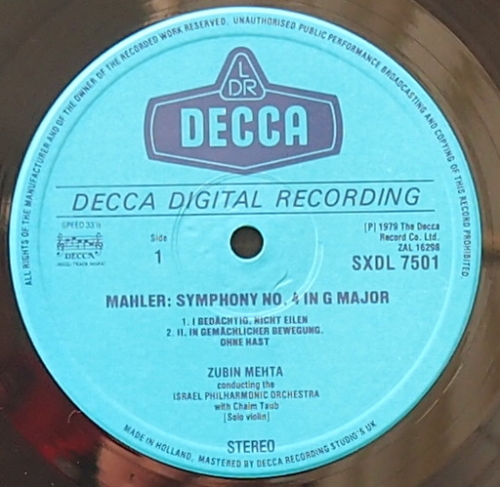 ALL RIGHTS OF THE MANUFACTURER AND OF THE OWNER OF THE RECORDED WORK RESERVED. UNAUTHORISED PUBLIC PERFORMANCE BROADCASTING AND COPYING OF THIS RECORD PROHIBITED.
L
DR
DECCA
DECCA DIGITAL RECORDING
SPEED 33⅓
DECCA
Side
1
[P] 1979 The Decca
Record Co. Ltd.
ZAL 16298
SXDL 7501
MAHLER: SYMPHONY NO. 4 IN G MAJOR
1. I BEDÄCHTIG. NICHT EILEN
2. II. IN GEMÄCHLICHER BEWEGUNG.
OHNE HAST
ZUBIN MEHTA
conducting the
ISRAEL PHILHARMONIC ORCHESTRA
with Chaim Taub
[Solo violin]
STEREO
MADE IN HOLLAND, MASTERED BY DECCA RECORDING STUDIO'S UK